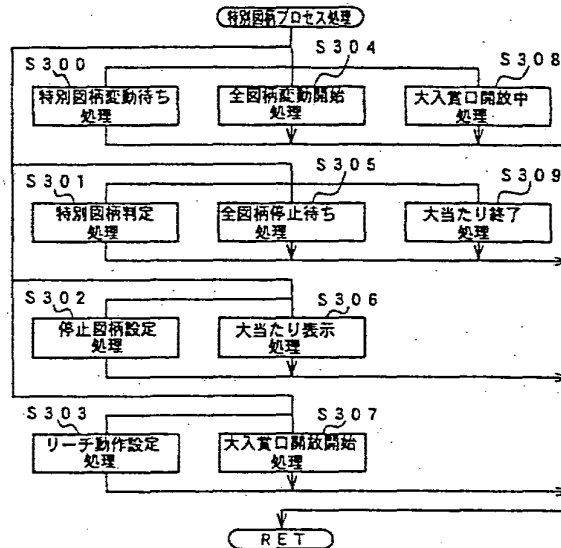 特別図柄プロセス処理
S300
特別図柄変動待ち
処理
S304
全図柄変動開始
処理
S308
大入賞口開放中
処理
S301
特別図柄判定
処理
S305
全図柄停止待ち
処理
S309
大当たり終了
処理
S302
停止図柄設定
処理
S306
大当たり表示
処理
S303
リーチ動作設定
処理
S307
大入賞口開放開始
処理
RET